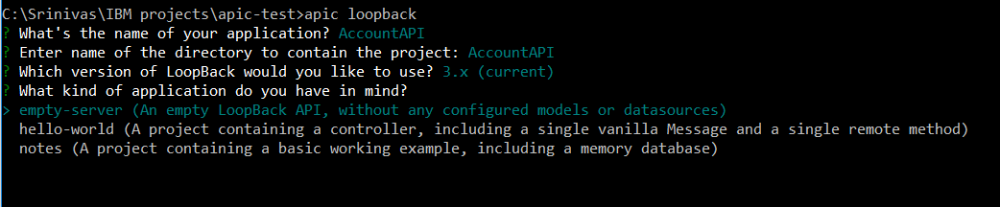 C:\Srinivas\IBM projects\apic-test>apic loopback
? What's the name of your application? AccountAPI
? Enter name of the directory to contain the project: AccountAPI
? Which version of LoopBack would you like to use? 3.x (current)
? What kind of application do you have in mind?
> empty-server (An empty LoopBack API, without any configured models or datasources)
hello-world (A project containing a controller, including a single vanilla Message and a single remote method)
notes (A project containing a basic working example, including a memory database)